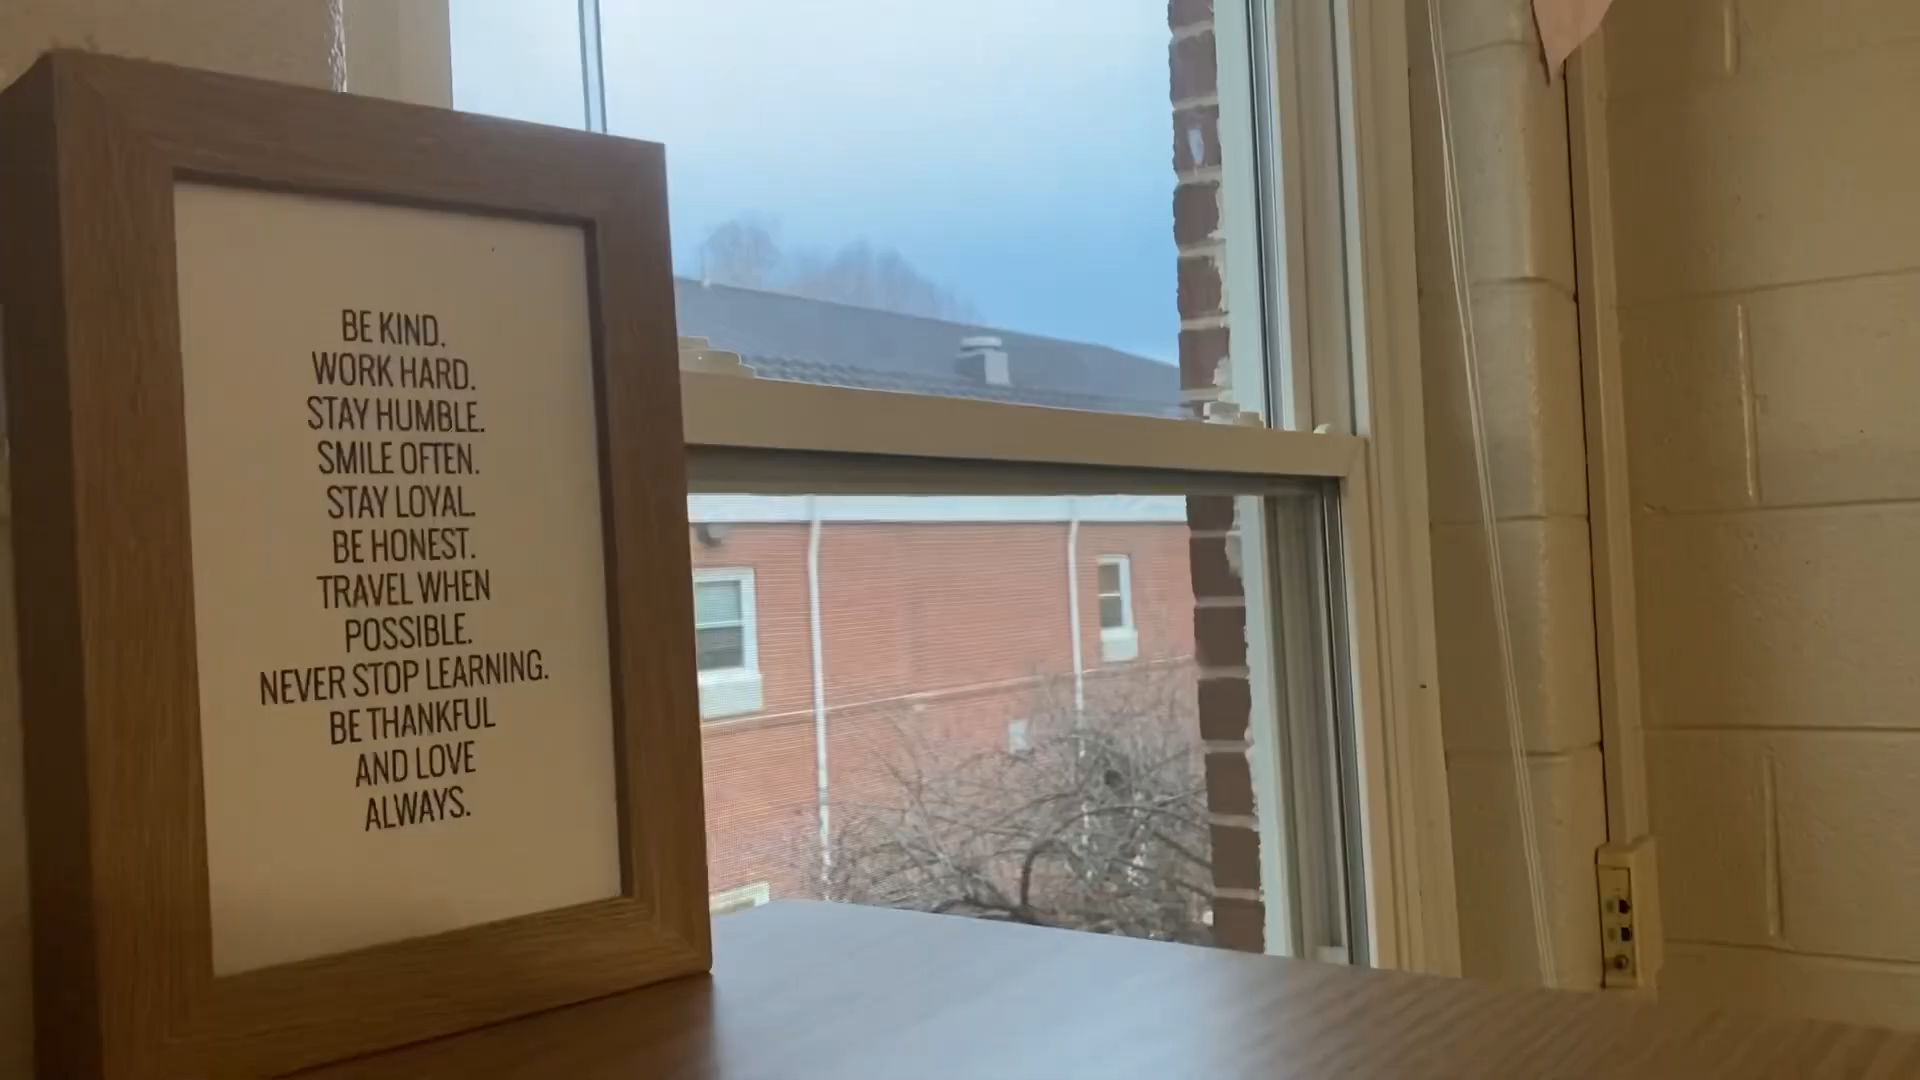 BE KIND.
WORK HARD.
STAY HUMBLE.
SMILE OFTEN.
STAY LOYAL.
BE HONEST.
TRAVEL WHEN
POSSIBLE.
NEVER STOP LEARNING.
BE THANKFUL
AND LOVE
ALWAYS.